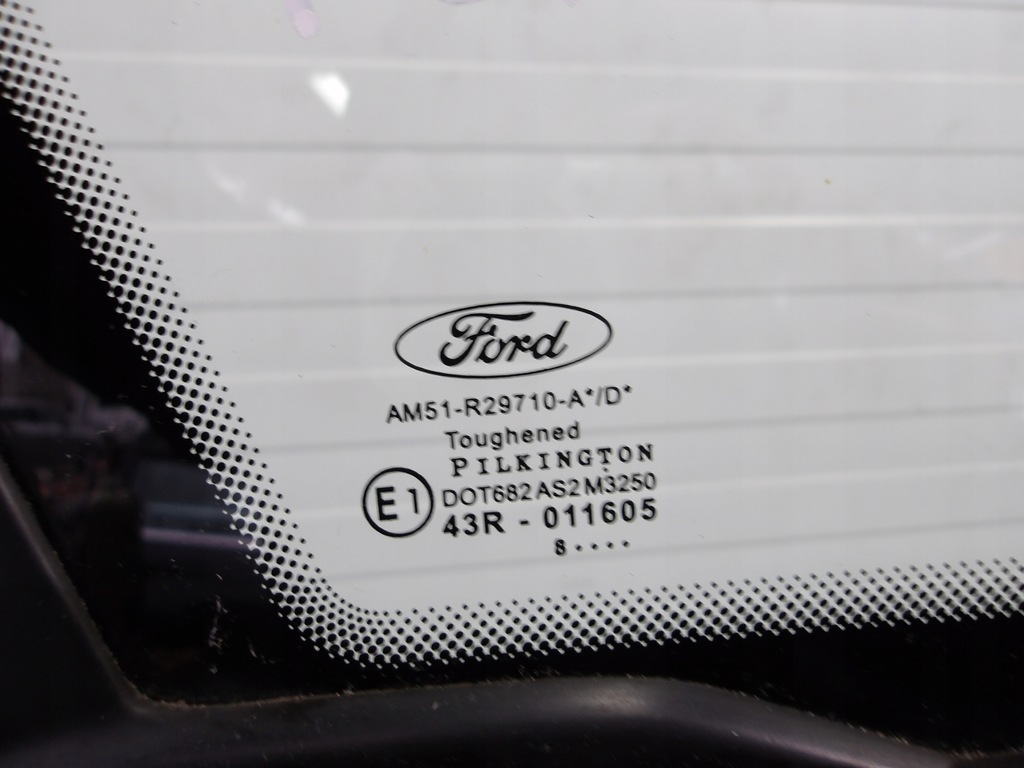 Ford
AM51-R29710-A*/D*
Toughened
PILKINGTON
E1 DOT682 AS2 M3250
43R - 011605
8····